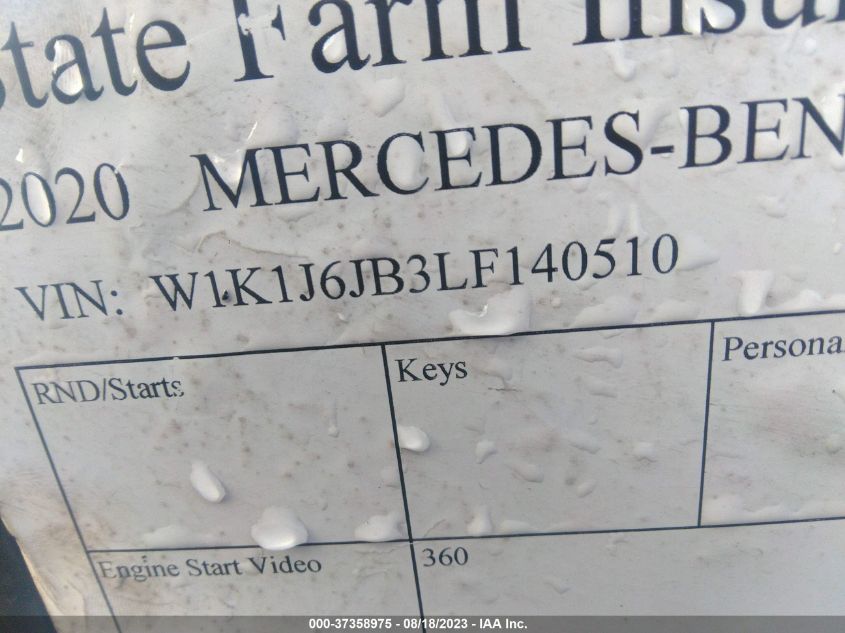 State Farm Insu
2020 MERCEDES-BEN
VIN: W1K1J6JB3LF140510
RND/Starts
Keys
Persona
Engine Start Video
360
000-37358975 - 08/18/2023 - IAA Inc.